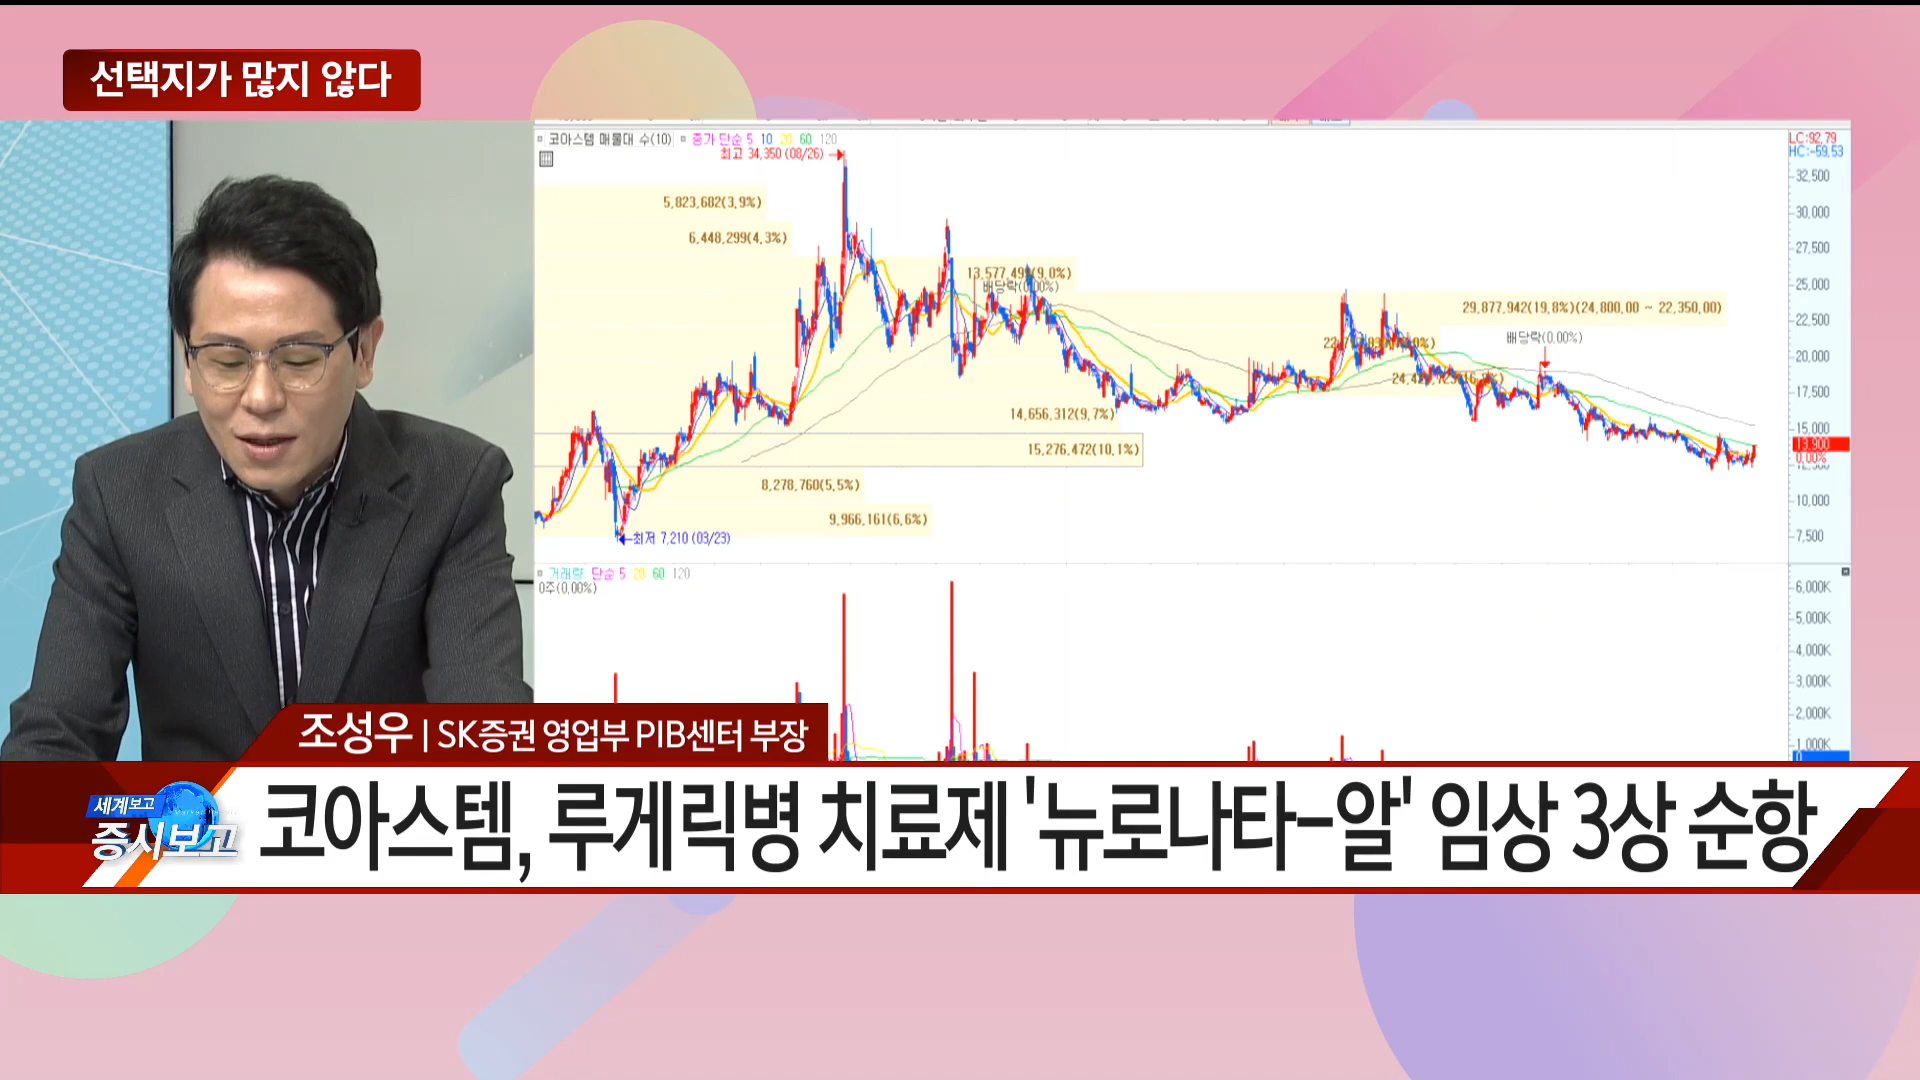 선택지가 많지 않다
코아스템 매물대 수(10) 종가 단순 5 10 20 60 120
최고 34,350 (08/26)
LC:92,79
HC:-59,53
5,823,682(3,9%)
6,448,299(4,3%)
13,577,499(9,0%)
배당락(0,00%)
29,877,942(19,8%)(24,800,00 ~ 22,350,00)
배당락(0,00%)
14,656,312(9,7%)
15,276,472(10,1%)
8,278,760(5,5%)
9,966,161(6,6%)
최저 7,210 (03/23)
32,500
30,000
27,500
25,000
22,500
20,000
17,500
15,000
13,900
0,00%
12,500
10,000
7,500
거래량 단순 5 20 60 120
0주(0,00%)
6,000K
5,000K
4,000K
3,000K
2,000K
1,000K
조성우 | SK증권 영업부 PIB센터 부장
세계보고
증시보고
코아스템, 루게릭병 치료제 '뉴로나타-알' 임상 3상 순항